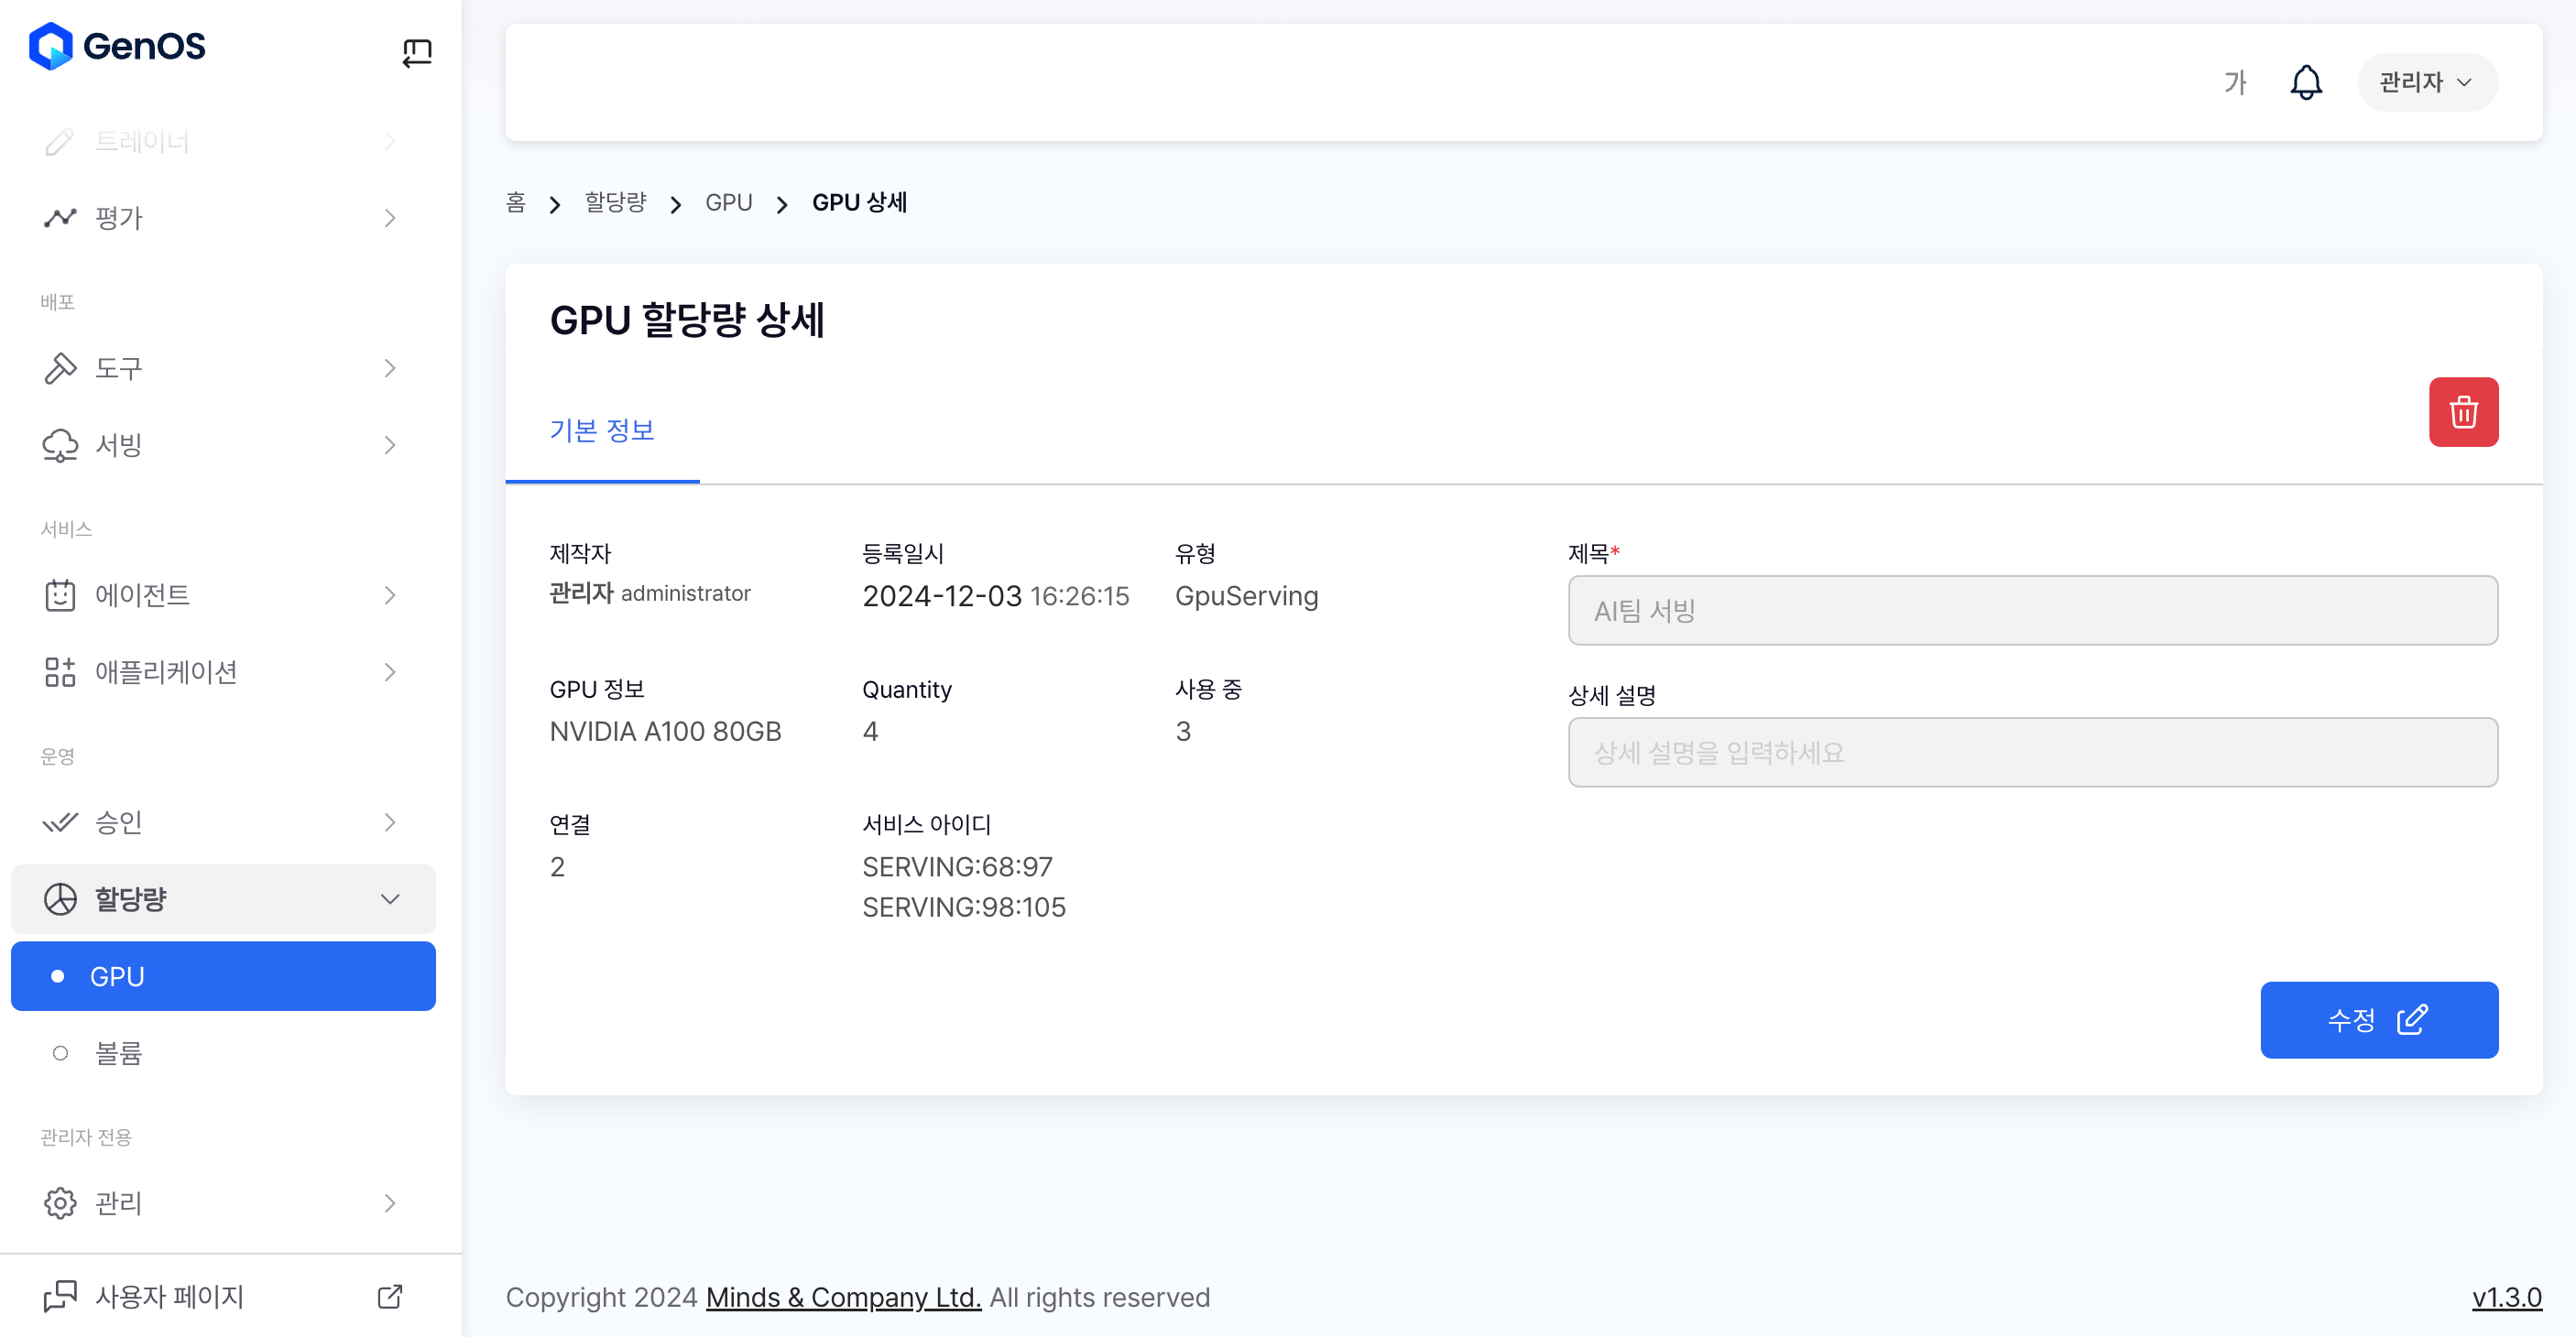 GenOS
트레이너
평가
배포
도구
서빙
서비스
에이전트
애플리케이션
운영
승인
할당량
GPU
볼륨
관리자 전용
관리
사용자 페이지
가 관리자
홈 할당량 GPU GPU 상세
GPU 할당량 상세
기본 정보
제작자
관리자 administrator
등록일시
2024-12-03 16:26:15
유형
GpuServing
GPU 정보
NVIDIA A100 80GB
Quantity
4
사용 중
3
연결
2
서비스 아이디
SERVING:68:97
SERVING:98:105
제목*
AI팀 서빙
상세 설명
상세 설명을 입력하세요
수정
Copyright 2024 Minds & Company Ltd. All rights reserved
v1.3.0